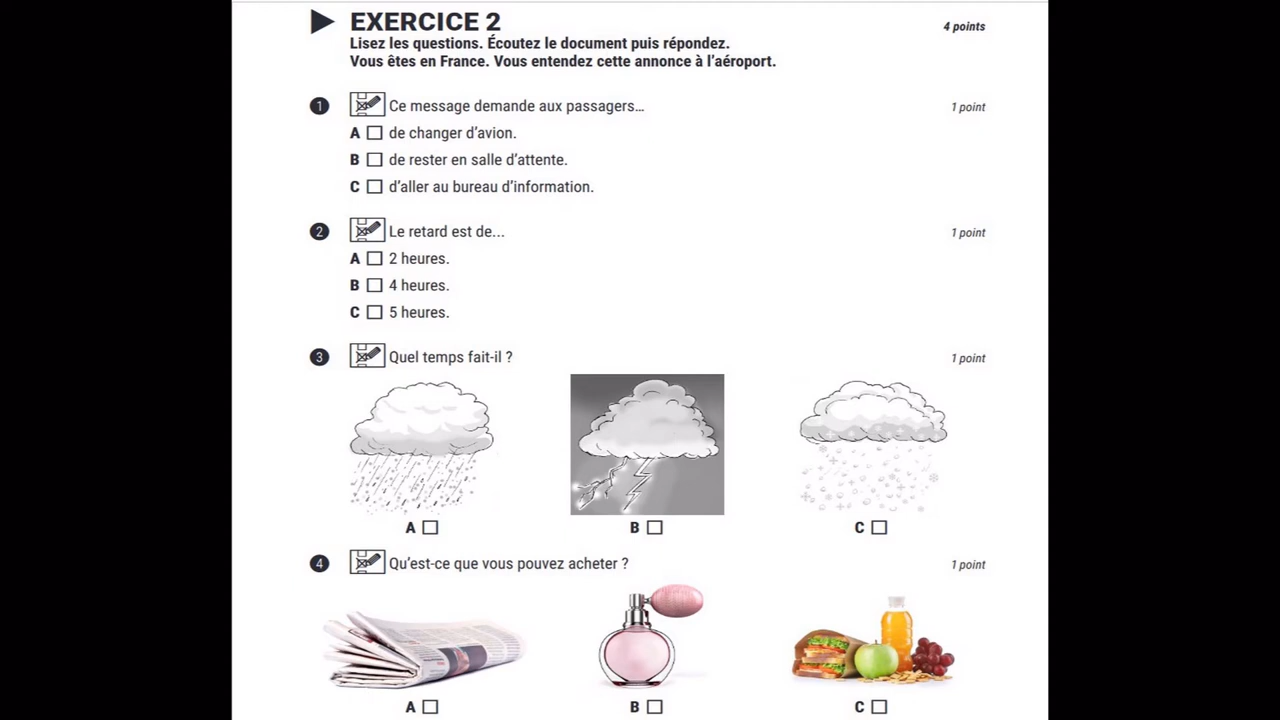 EXERCICE 2
4 points
Lisez les questions. Écoutez le document puis répondez.
Vous êtes en France. Vous entendez cette annonce à l'aéroport.
1 Ce message demande aux passagers... 1 point
A de changer d'avion.
B de rester en salle d'attente.
C d'aller au bureau d'information.
2 Le retard est de... 1 point
A 2 heures.
B 4 heures.
C 5 heures.
3 Quel temps fait-il ? 1 point
A B C
4 Qu'est-ce que vous pouvez acheter ? 1 point
A B C